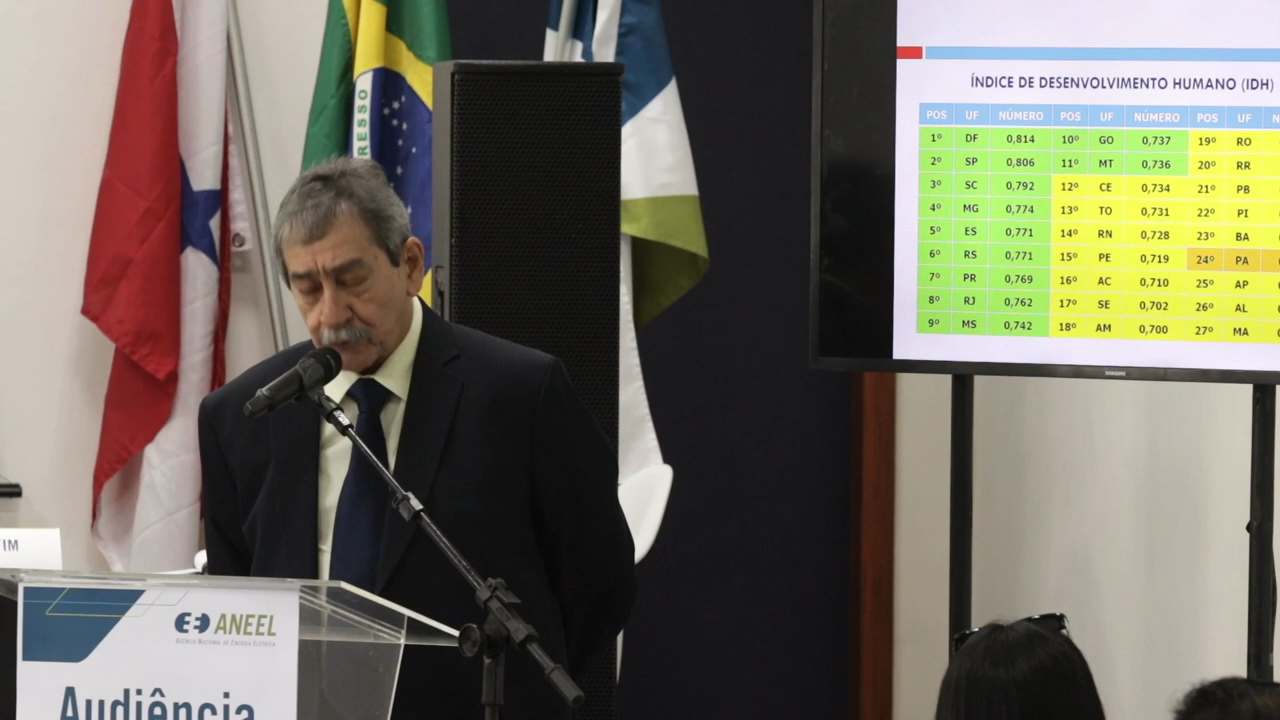 RESSO
ÍNDICE DE DESENVOLVIMENTO HUMANO (IDH)
POS UF NÚMERO POS UF NÚMERO POS UF N
1º DF 0,814 10º GO 0,737 19º RO
2º SP 0,806 11º MT 0,736 20º RR
3º SC 0,792 12º CE 0,734 21º PB
4º MG 0,774 13º TO 0,731 22º PI
5º ES 0,771 14º RN 0,728 23º BA
6º RS 0,771 15º PE 0,719 24º PA
7º PR 0,769 16º AC 0,710 25º AP
8º RJ 0,762 17º SE 0,702 26º AL
9º MS 0,742 18º AM 0,700 27º MA
SAMSUNG
TIM
ANEEL
AGÊNCIA NACIONAL DE ENERGIA ELÉTRICA
Audiência